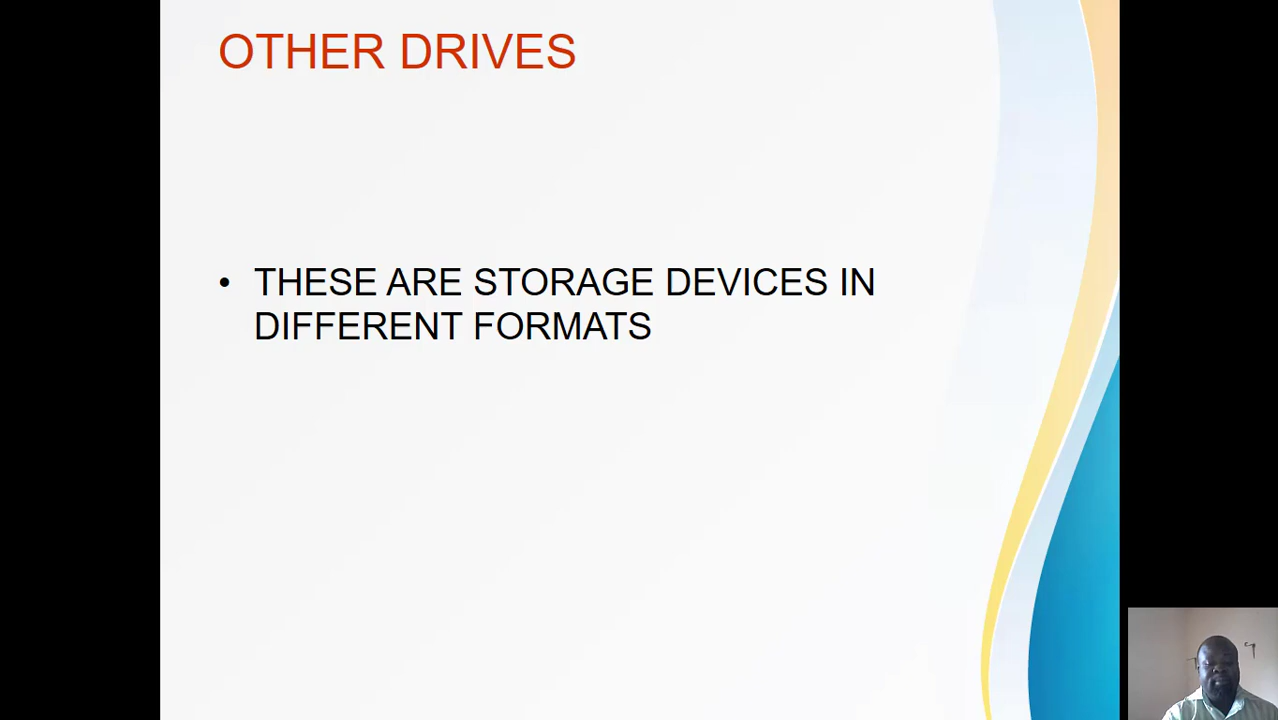 OTHER DRIVES
• THESE ARE STORAGE DEVICES IN
DIFFERENT FORMATS